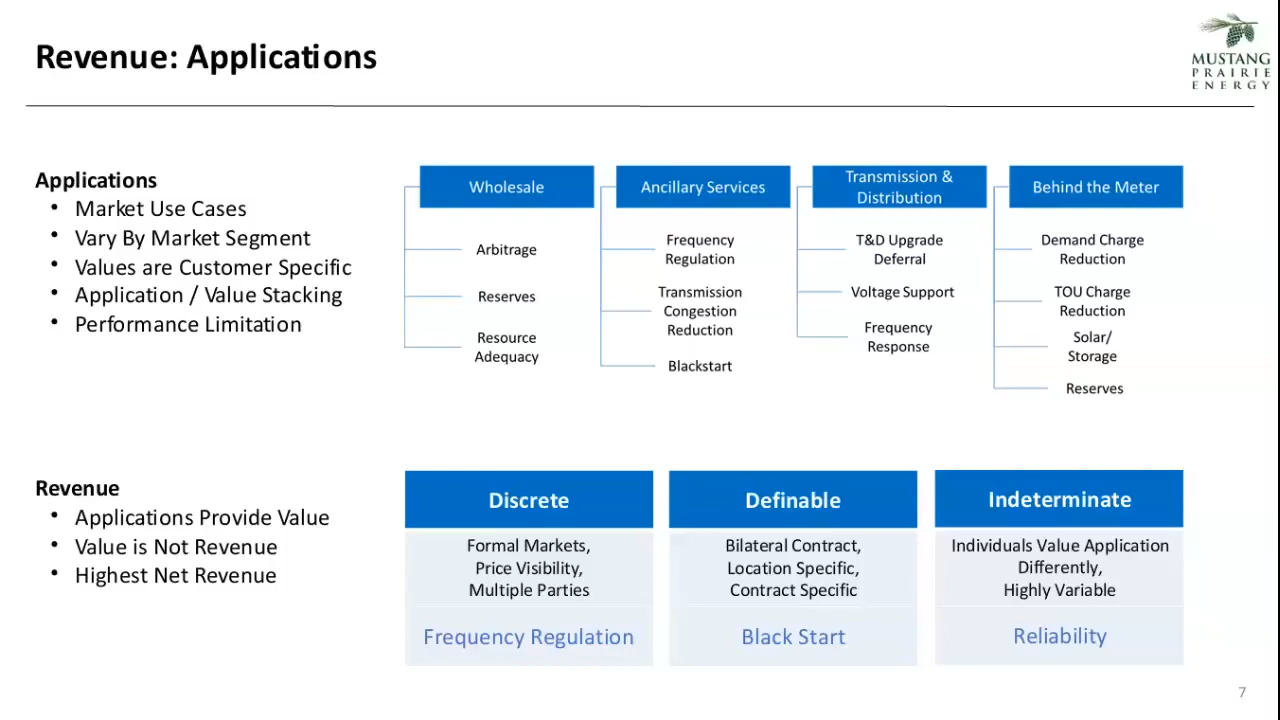 Revenue: Applications
MUSTANG
PRAIRIE
ENERGY
Applications
• Market Use Cases
• Vary By Market Segment
• Values are Customer Specific
• Application / Value Stacking
• Performance Limitation
Wholesale
Arbitrage
Reserves
Resource
Adequacy
Ancillary Services
Frequency
Regulation
Transmission
Congestion
Reduction
Blackstart
Transmission &
Distribution
T&D Upgrade
Deferral
Voltage Support
Frequency
Response
Behind the Meter
Demand Charge
Reduction
TOU Charge
Reduction
Solar/
Storage
Reserves
Revenue
• Applications Provide Value
• Value is Not Revenue
• Highest Net Revenue
Discrete
Formal Markets,
Price Visibility,
Multiple Parties
Frequency Regulation
Definable
Bilateral Contract,
Location Specific,
Contract Specific
Black Start
Indeterminate
Individuals Value Application
Differently,
Highly Variable
Reliability
7